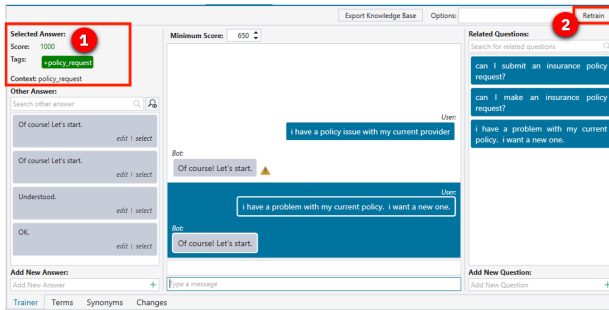 Export Knowledge Base Options: Retrain
2
Selected Answer:
Score: 1000
Tags: +policy_request
Context: policy_request
1
Other Answer:
Search other answer
Of course! Let's start.
edit | select
Of course! Let's start.
edit | select
Understood.
edit | select
OK.
edit | select
Add New Answer:
Add New Answer +
Minimum Score: 650
User:
i have a policy issue with my current provider
Bot:
Of course! Let's start.
User:
i have a problem with my current policy. i want a new one.
Bot:
Of course! Let's start.
Type a message
Related Questions:
Search for related questions
can I submit an insurance policy
request?
can I make an insurance policy
request?
i have a problem with my current
policy. i want a new one.
Add New Question:
Add New Question +
Trainer Terms Synonyms Changes